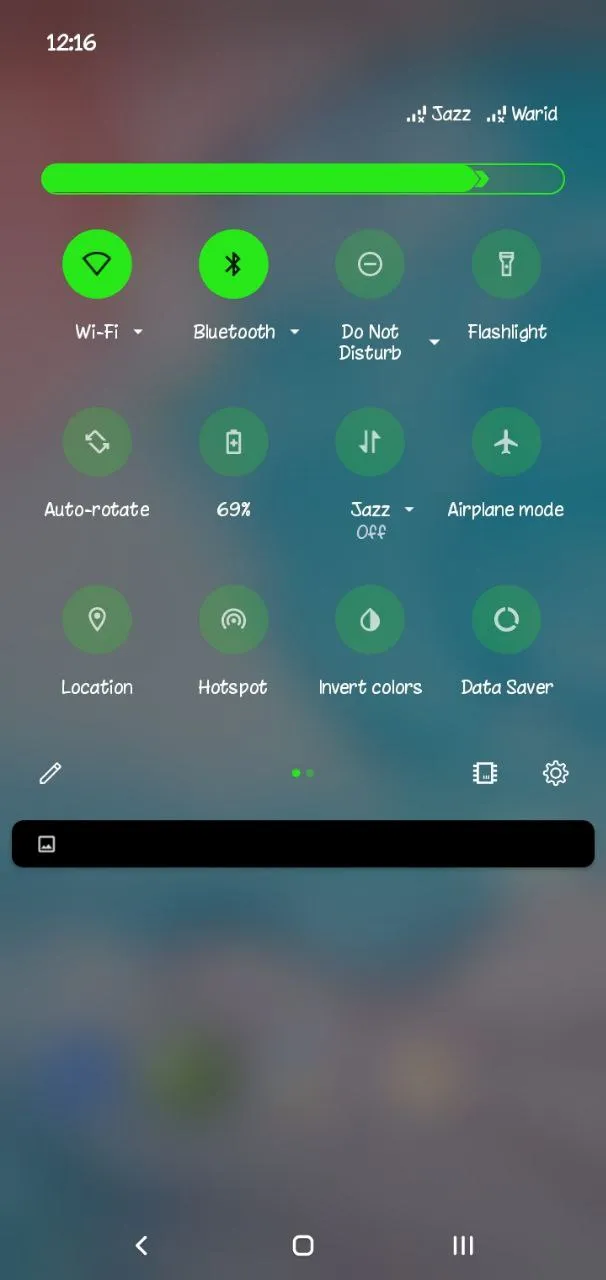 12:16
Jazz Warid
Wi-Fi Bluetooth Do Not Disturb Flashlight
Auto-rotate 69% Jazz Airplane mode
Off
Location Hotspot Invert colors Data Saver